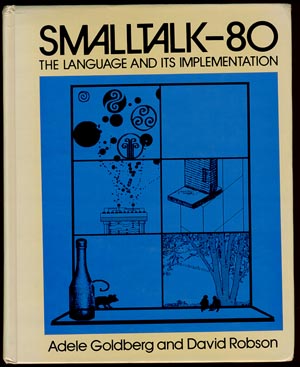 SMALLTALK-80
THE LANGUAGE AND ITS IMPLEMENTATION
Adele Goldberg and David Robson